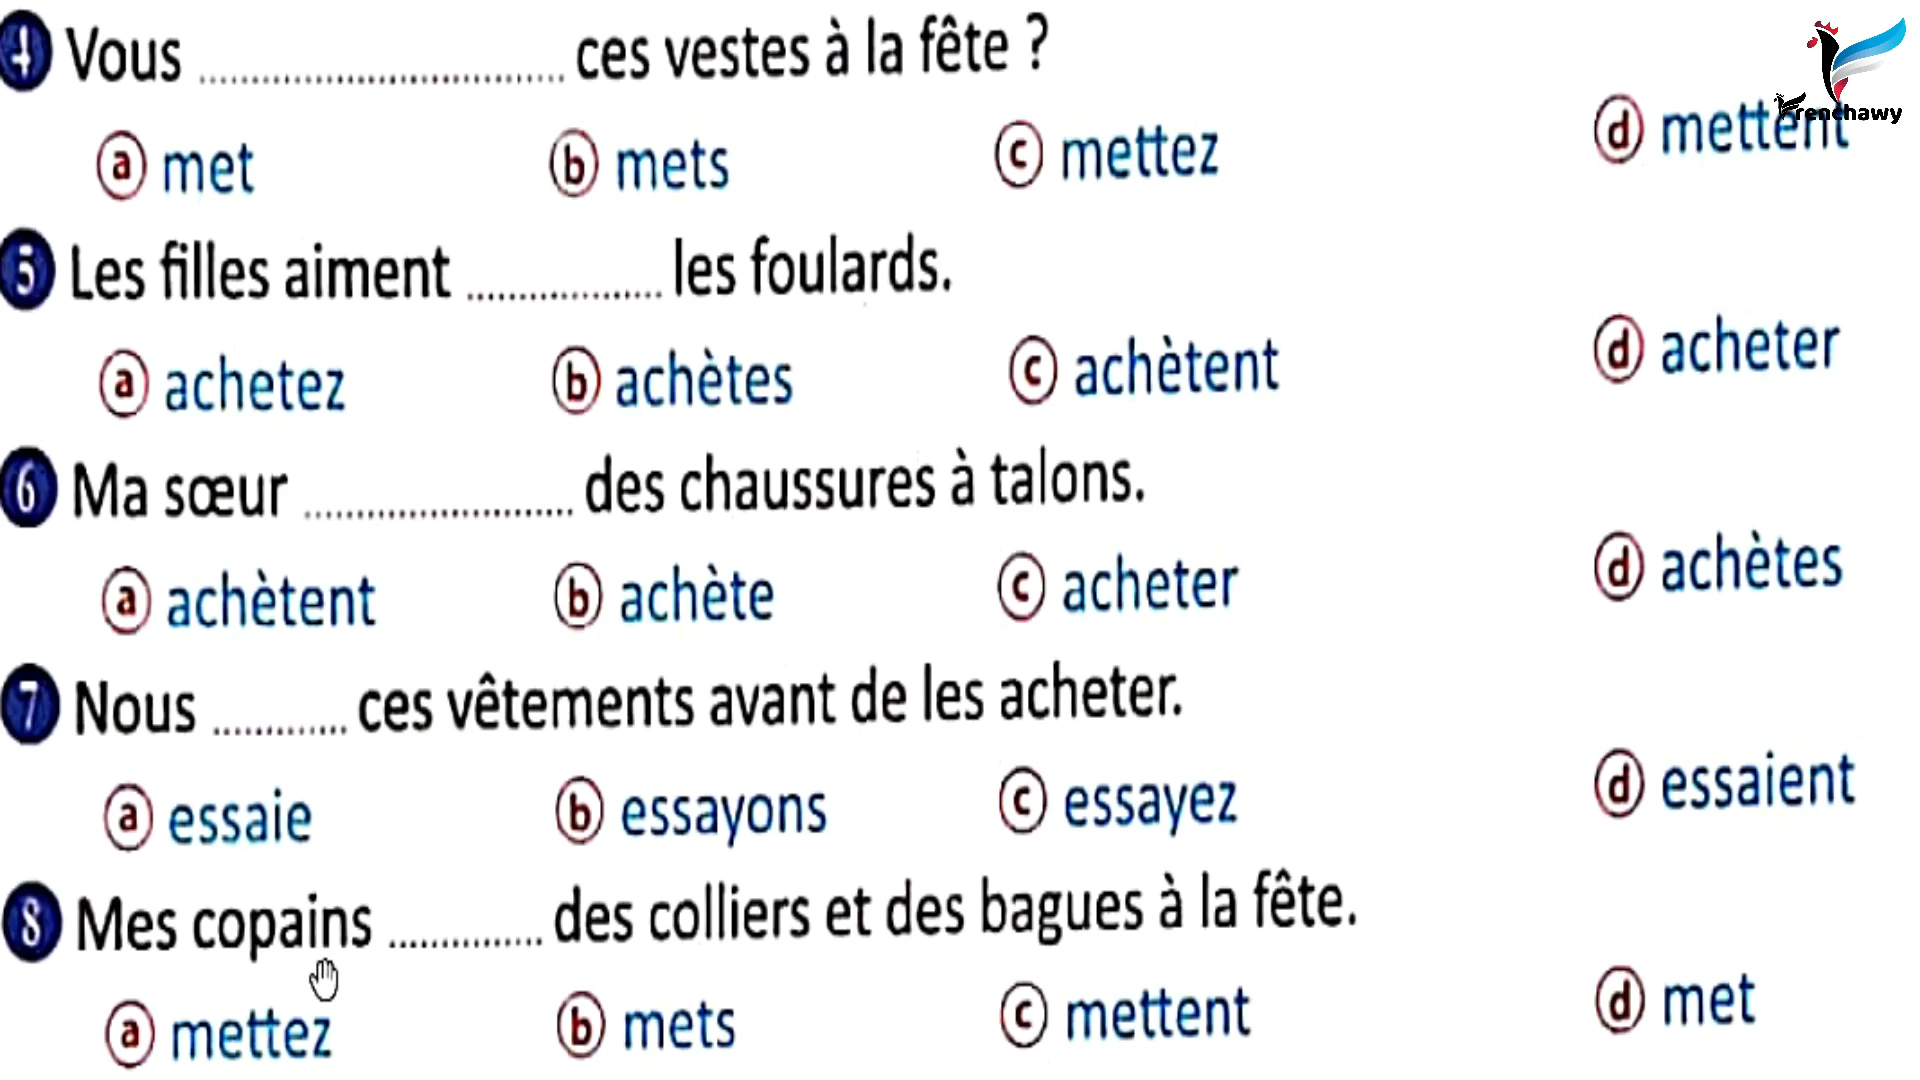 4 Vous .................................. ces vestes à la fête ?
a met b mets c mettez d mettent
Frenchawy
5 Les filles aiment .................. les foulards.
a achetez b achètes c achètent d acheter
6 Ma sœur ......................... des chaussures à talons.
a achètent b achète c acheter d achètes
7 Nous ............. ces vêtements avant de les acheter.
a essaie b essayons c essayez d essaient
8 Mes copains ............... des colliers et des bagues à la fête.
a mettez b mets c mettent d met